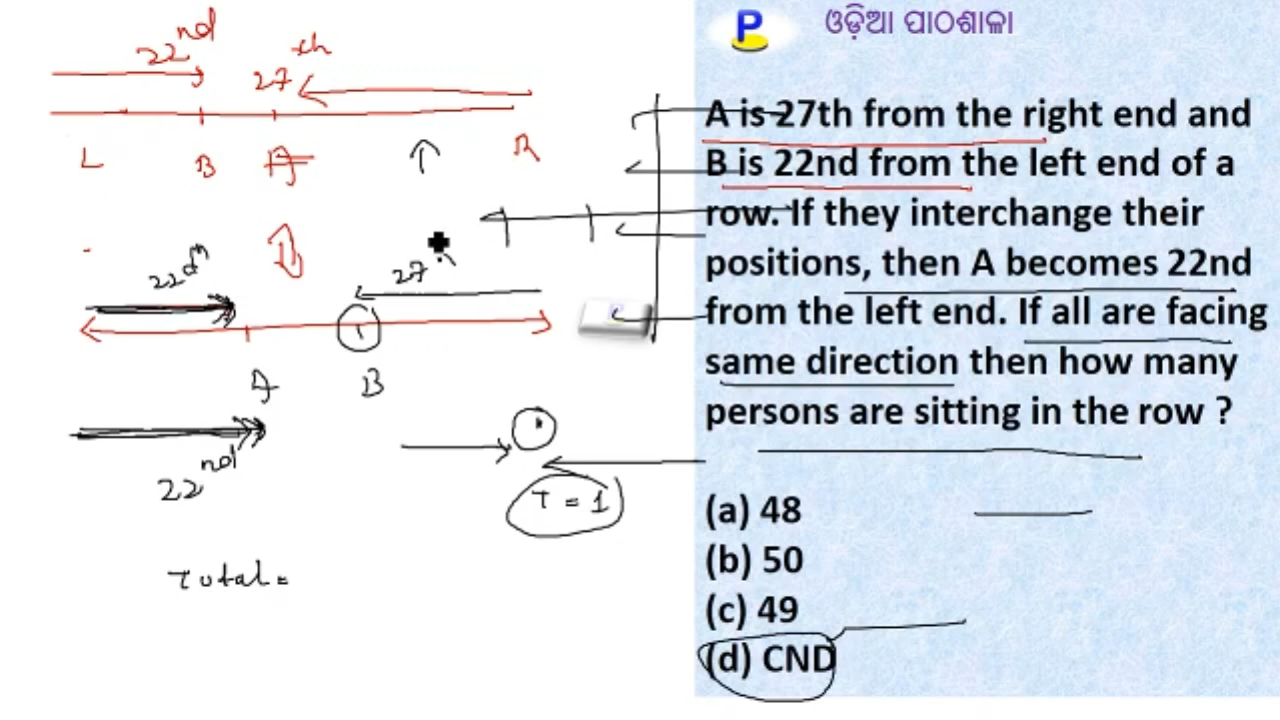 P ଓଡ଼ିଆ ପାଠଶାଳା
A is 27th from the right end and
B is 22nd from the left end of a
row. If they interchange their
positions, then A becomes 22nd
from the left end. If all are facing
same direction then how many
persons are sitting in the row ?
(a) 48
(b) 50
(c) 49
(d) CND
22nd
27th
L B A R
22nd
27th
A B
22nd
T = 1
Total =